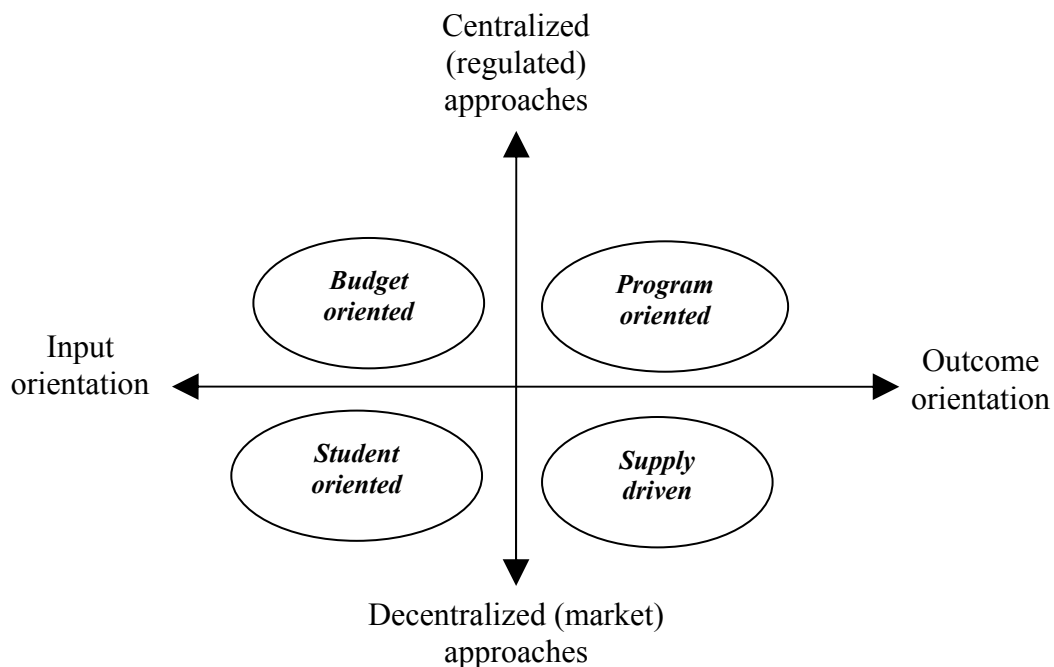 Centralized
(regulated)
approaches
Budget
oriented
Program
oriented
Input
orientation
Outcome
orientation
Student
oriented
Supply
driven
Decentralized (market)
approaches